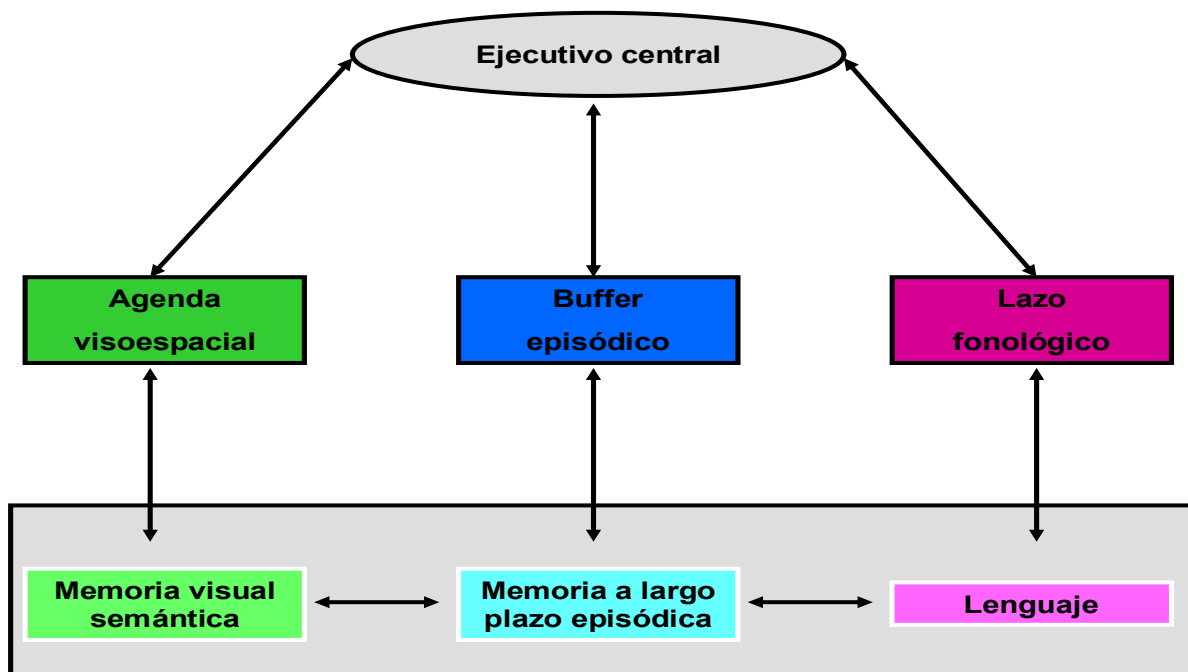 Ejecutivo central
Agenda
visoespacial
Buffer
episódico
Lazo
fonológico
Memoria visual
semántica
Memoria a largo
plazo episódica
Lenguaje